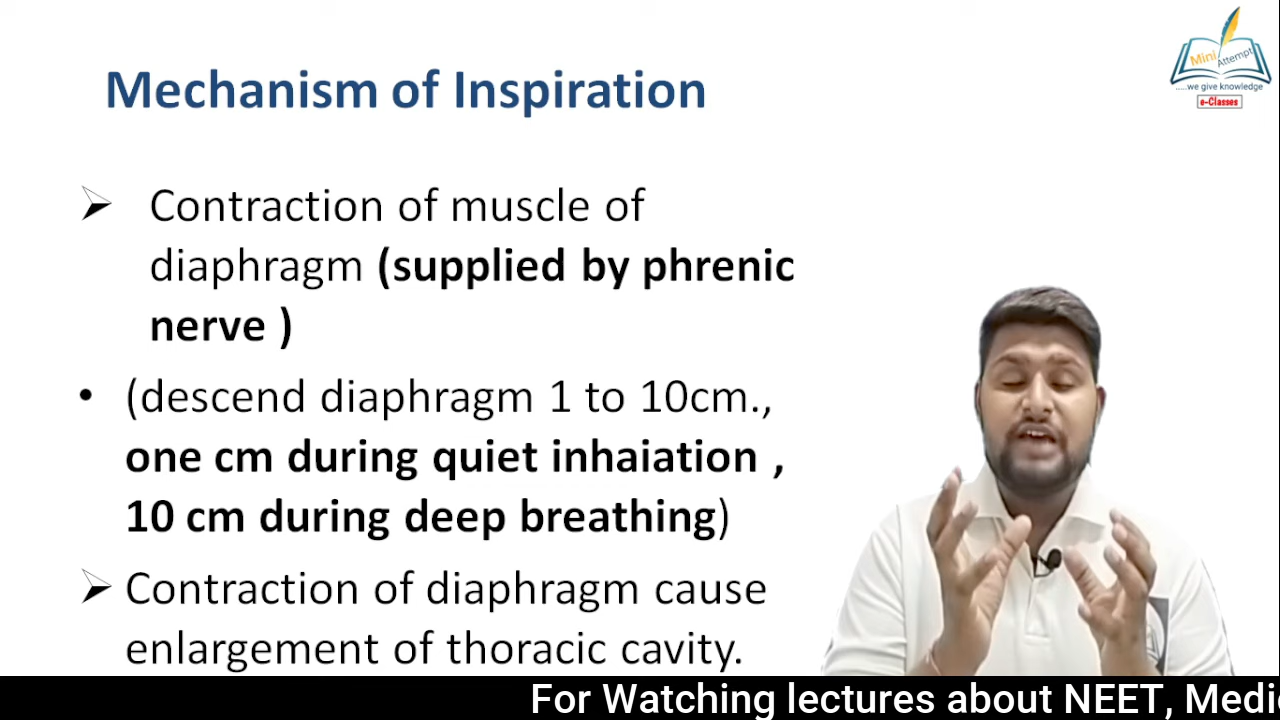 Mechanism of Inspiration
Mini
Attempt
.....we give knowledge
e-Classes
➢ Contraction of muscle of
diaphragm (supplied by phrenic
nerve )
• (descend diaphragm 1 to 10cm.,
one cm during quiet inhaiation ,
10 cm during deep breathing)
➢ Contraction of diaphragm cause
enlargement of thoracic cavity.
For Watching lectures about NEET, Medi